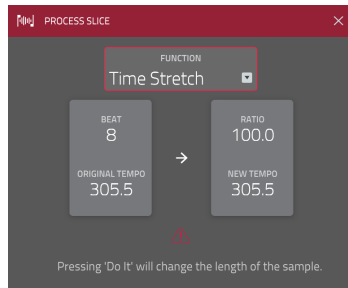 PROCESS SLICE
FUNCTION
Time Stretch
BEAT
8
ORIGINAL TEMPO
305.5
RATIO
100.0
NEW TEMPO
305.5
Pressing 'Do It' will change the length of the sample.